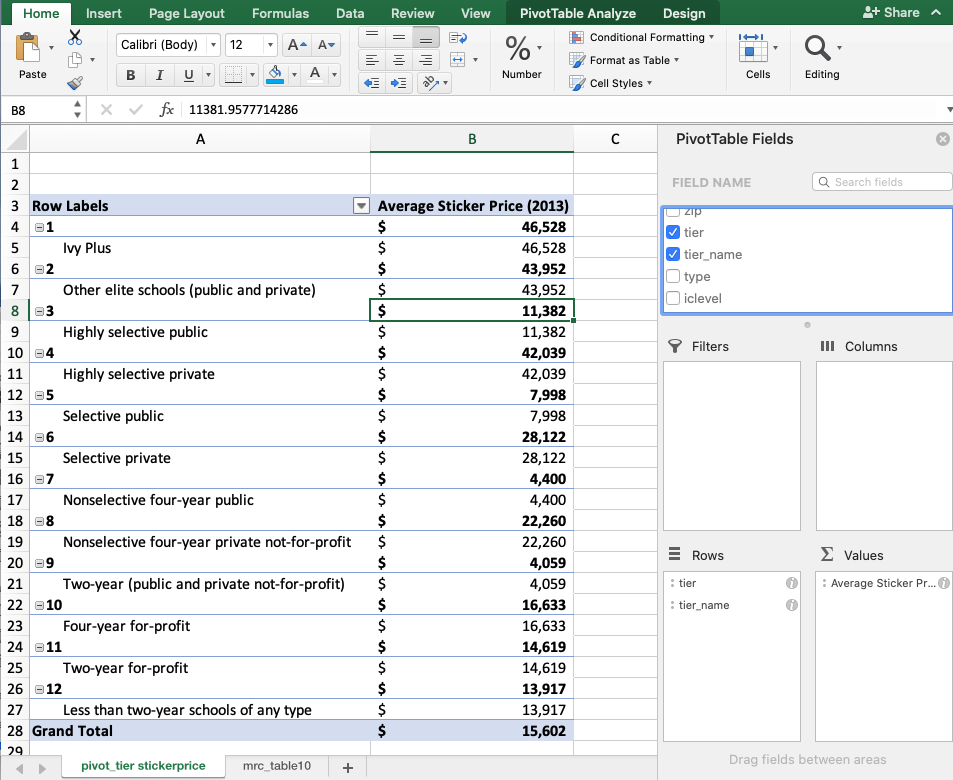 Home Insert Page Layout Formulas Data Review View PivotTable Analyze Design Share
Calibri (Body) 12 A A Conditional Formatting
Format as Table
Paste B I U A % Number Cell Styles Cells Editing
B8 fx 11381.9577714286
A B C PivotTable Fields
1
2 FIELD NAME Search fields
3 Row Labels Average Sticker Price (2013) zip
4 1 $ 46,528 tier
5 Ivy Plus $ 46,528 tier_name
6 2 $ 43,952 type
7 Other elite schools (public and private) $ 43,952 iclevel
8 3 $ 11,382
9 Highly selective public $ 11,382 Filters Columns
10 4 $ 42,039
11 Highly selective private $ 42,039
12 5 $ 7,998
13 Selective public $ 7,998
14 6 $ 28,122
15 Selective private $ 28,122
16 7 $ 4,400
17 Nonselective four-year public $ 4,400
18 8 $ 22,260
19 Nonselective four-year private not-for-profit $ 22,260 Rows Σ Values
20 9 $ 4,059
21 Two-year (public and private not-for-profit) $ 4,059 tier Average Sticker Pr...
22 10 $ 16,633 tier_name
23 Four-year for-profit $ 16,633
24 11 $ 14,619
25 Two-year for-profit $ 14,619
26 12 $ 13,917
27 Less than two-year schools of any type $ 13,917
28 Grand Total $ 15,602
29
pivot_tier stickerprice mrc_table10 + Drag fields between areas